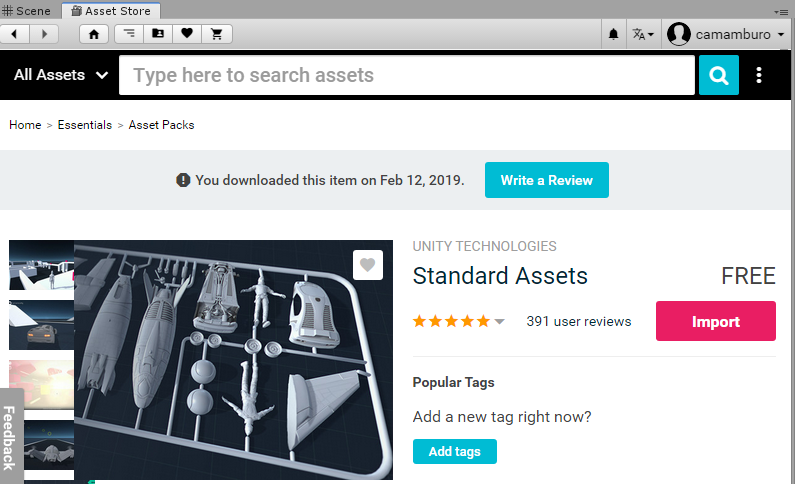 Scene Asset Store
camamburo
All Assets Type here to search assets
Home > Essentials > Asset Packs
You downloaded this item on Feb 12, 2019. Write a Review
UNITY TECHNOLOGIES
Standard Assets FREE
391 user reviews Import
Popular Tags
Add a new tag right now?
Add tags
Feedback